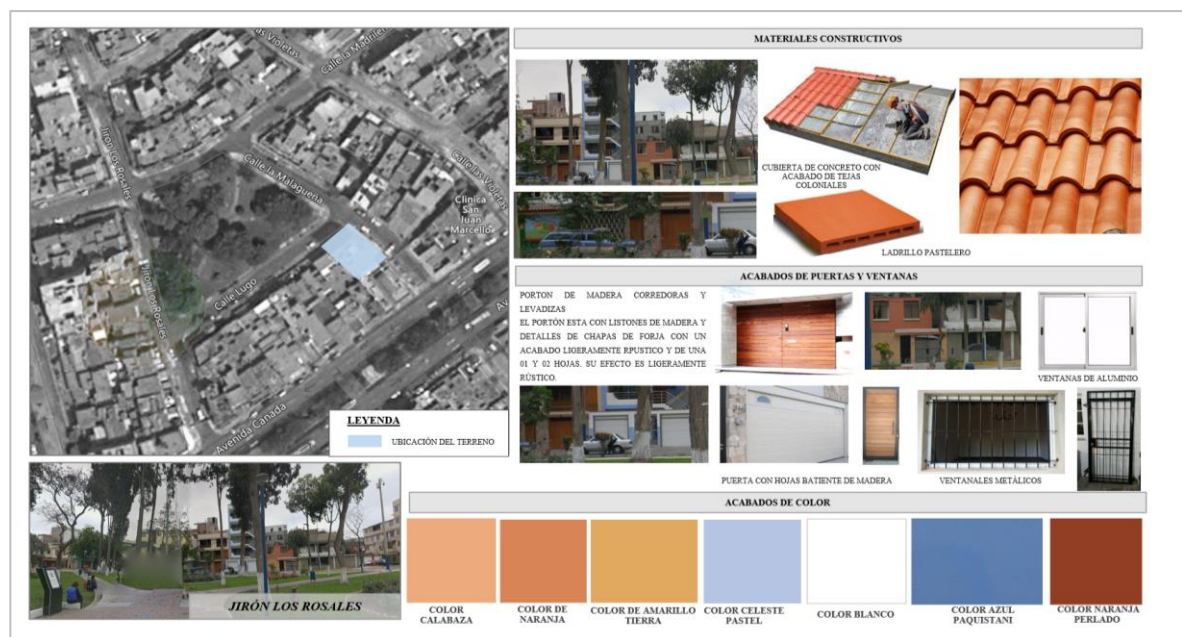 las Violetas
Calle la Madrileñ
Jirón Los Rosales
Calle la Malagueña
Calle las Violetas
Clínica
San
Juan
Marcello
Jirón Los Rosales
Calle Lugo
Av
Avenida Canadá
LEYENDA
UBICACIÓN DEL TERRENO
JIRÓN LOS ROSALES
MATERIALES CONSTRUCTIVOS
CUBIERTA DE CONCRETO CON
ACABADO DE TEJAS
COLONIALES
LADRILLO PASTELERO
ACABADOS DE PUERTAS Y VENTANAS
PORTON DE MADERA CORREDORAS Y
LEVADIZAS
EL PORTÓN ESTA CON LISTONES DE MADERA Y
DETALLES DE CHAPAS DE FORJA CON UN
ACABADO LIGERAMENTE RPUSTICO Y DE UNA
01 Y 02 HOJAS. SU EFECTO ES LIGERAMENTE
RÚSTICO.
VENTANAS DE ALUMINIO
PUERTA CON HOJAS BATIENTE DE MADERA
VENTANALES METÀLICOS
ACABADOS DE COLOR
COLOR
CALABAZA
COLOR DE
NARANJA
COLOR DE AMARILLO
TIERRA
COLOR CELESTE
PASTEL
COLOR BLANCO
COLOR AZUL
PAQUISTANI
COLOR NARANJA
PERLADO